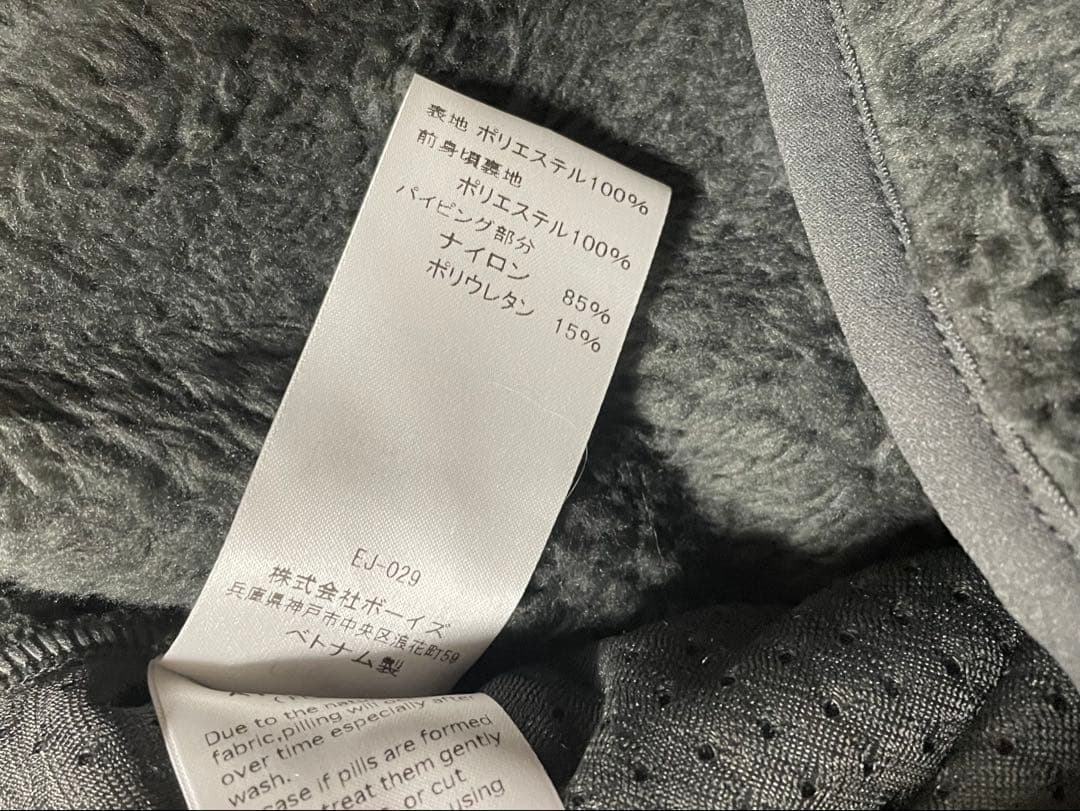 表地 ポリエステル100%
前身頃裏地
ポリエステル100%
パイピング部分
ナイロン 85%
ポリウレタン 15%
EJ-029
株式会社ボーイズ
兵庫県神戸市中央区浪花町59
ベトナム製
Due to the
fabric,pilling will
over time especially after
wash.
case if pills are formed
treat them gently
or cut
using